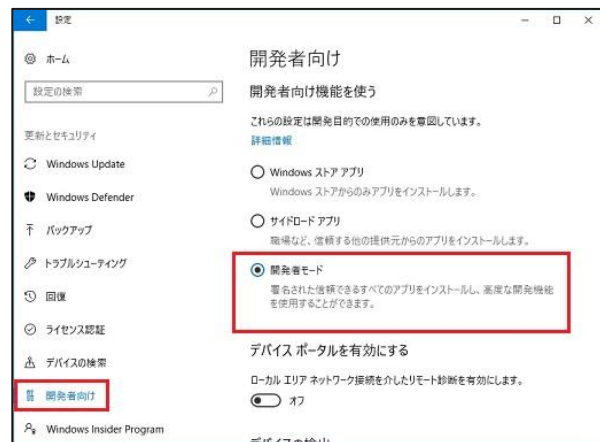 設定
ホーム
設定の検索
更新とセキュリティ
Windows Update
Windows Defender
バックアップ
トラブルシューティング
回復
ライセンス認証
デバイスの検索
開発者向け
Windows Insider Program
開発者向け
開発者向け機能を使う
これらの設定は開発目的での使用のみを意図しています。
詳細情報
Windows ストア アプリ
Windows ストアからのみアプリをインストールします。
サイドロード アプリ
職場など、信頼する他の提供元からのアプリをインストールします。
開発者モード
署名された信頼できるすべてのアプリをインストールし、高度な開発機能
を使用することができます。
デバイス ポータルを有効にする
ローカル エリア ネットワーク接続を介したリモート診断を有効にします。
オフ